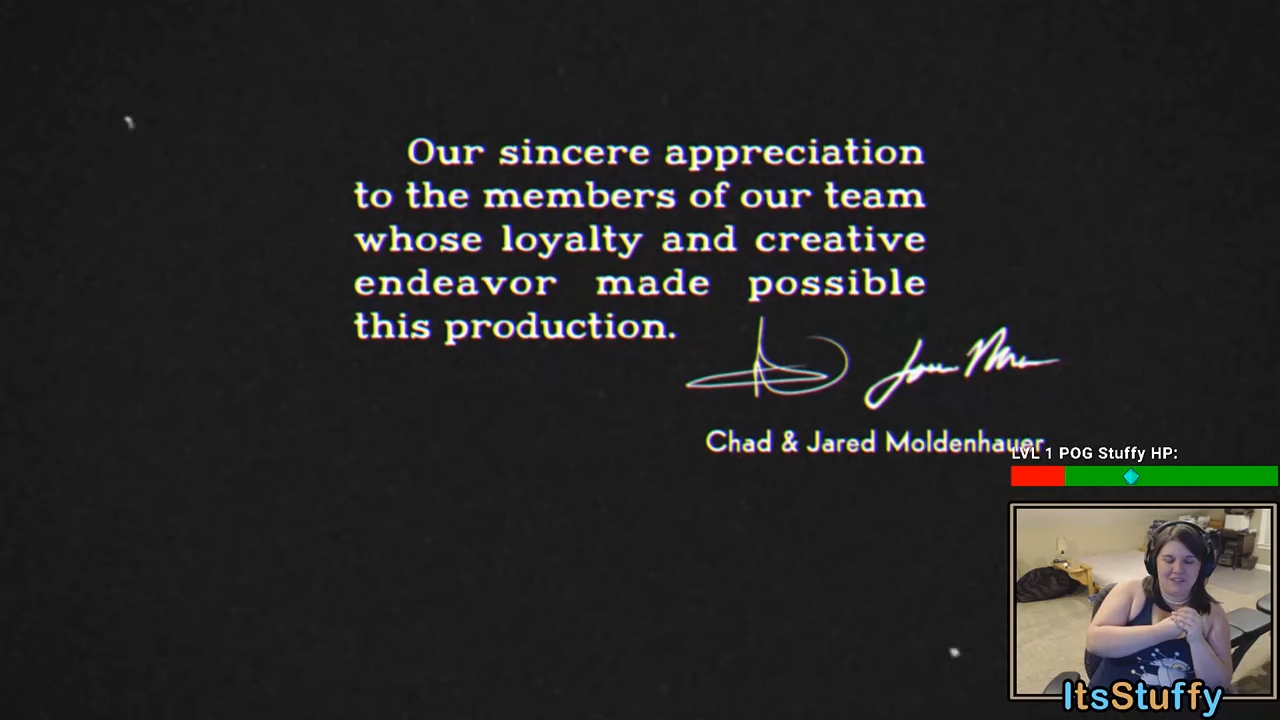 Our sincere appreciation
to the members of our team
whose loyalty and creative
endeavor made possible
this production.
Chad & Jared Moldenhauer
LVL 1 POG Stuffy HP:
ItsStuffy